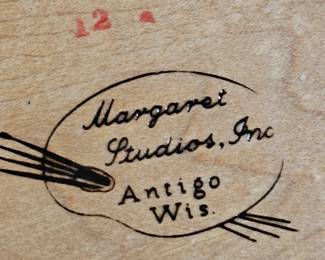 12
Margaret
Studios, Inc
Antigo
Wis.